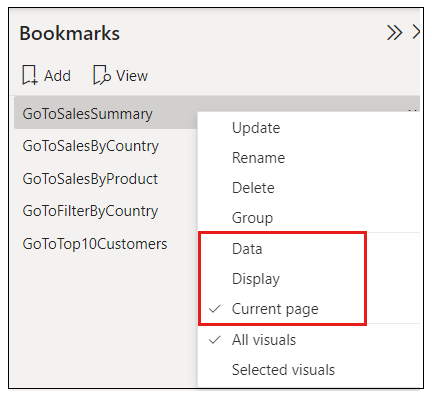 Bookmarks
Add View
GoToSalesSummary
GoToSalesByCountry
GoToSalesByProduct
GoToFilterByCountry
GoToTop10Customers
Update
Rename
Delete
Group
Data
Display
Current page
All visuals
Selected visuals